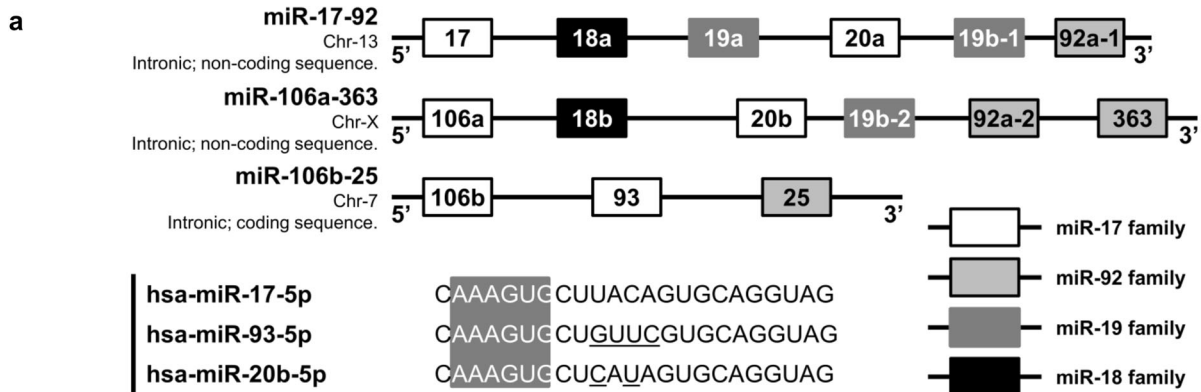 a
miR-17-92
Chr-13
Intronic; non-coding sequence.
5’ 17 18a 19a 20a 19b-1 92a-1 3’
miR-106a-363
Chr-X
Intronic; non-coding sequence.
5’ 106a 18b 20b 19b-2 92a-2 363 3’
miR-106b-25
Chr-7
Intronic; coding sequence.
5’ 106b 93 25 3’
miR-17 family
miR-92 family
miR-19 family
miR-18 family
hsa-miR-17-5p CAAAGUGCUUACAGUGCAGGUAG
hsa-miR-93-5p CAAAGUGCUGUUCGUGCAGGUAG
hsa-miR-20b-5p CAAAGUGCUCAUAGUGCAGGUAG